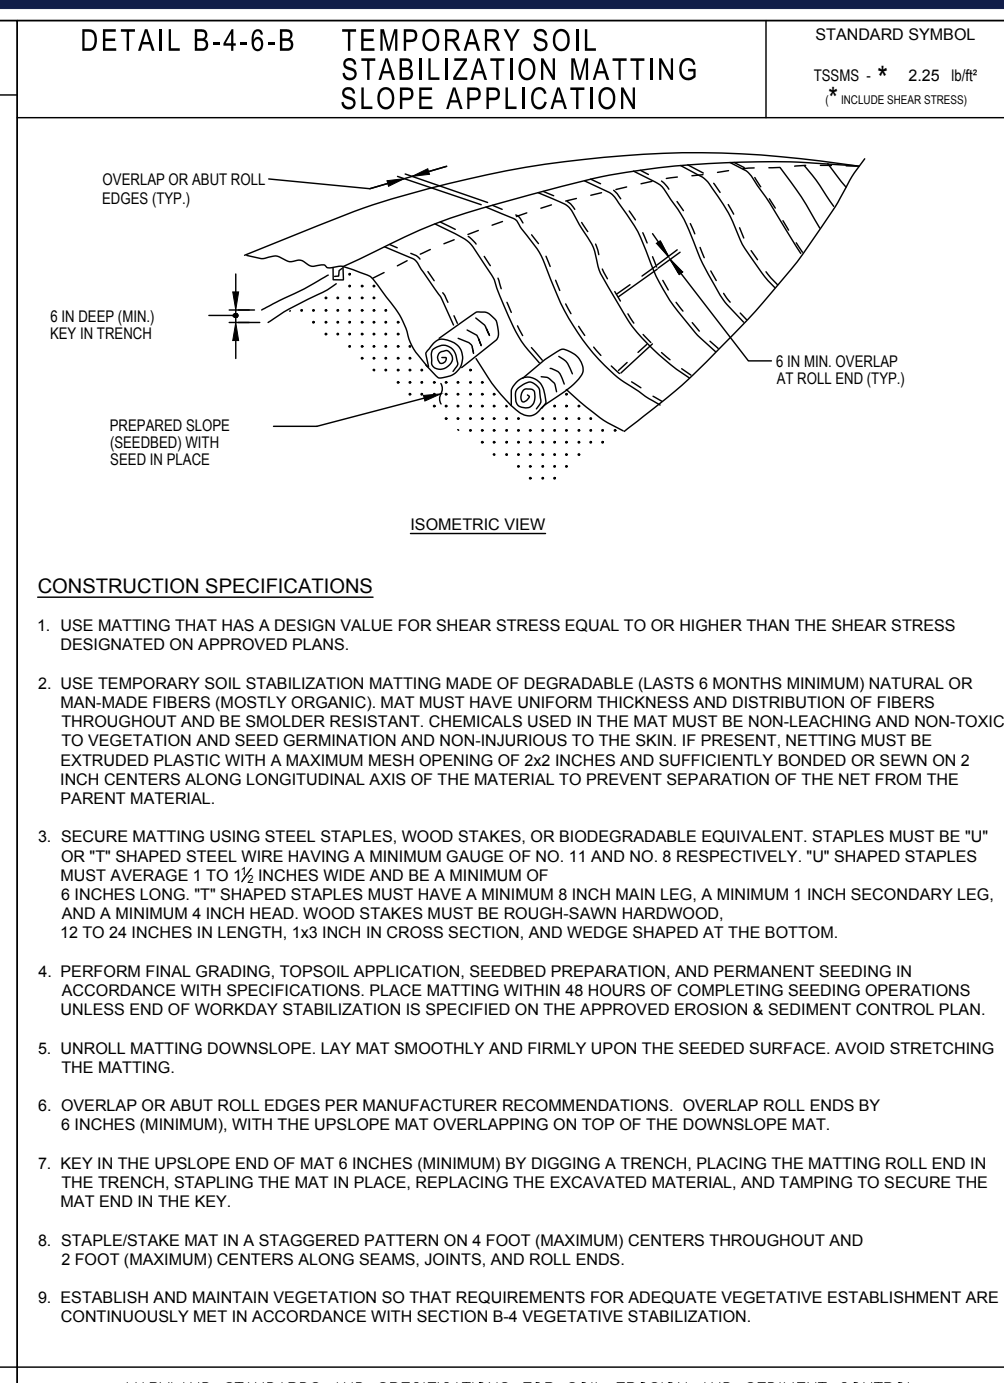 DETAIL B-4-6-B TEMPORARY SOIL
STABILIZATION MATTING
SLOPE APPLICATION
STANDARD SYMBOL
TSSMS - * 2.25 lb/ft²
(* INCLUDE SHEAR STRESS)
OVERLAP OR ABUT ROLL
EDGES (TYP.)
6 IN DEEP (MIN.)
KEY IN TRENCH
6 IN MIN. OVERLAP
AT ROLL END (TYP.)
PREPARED SLOPE
(SEEDBED) WITH
SEED IN PLACE
ISOMETRIC VIEW
CONSTRUCTION SPECIFICATIONS
1. USE MATTING THAT HAS A DESIGN VALUE FOR SHEAR STRESS EQUAL TO OR HIGHER THAN THE SHEAR STRESS
DESIGNATED ON APPROVED PLANS.
2. USE TEMPORARY SOIL STABILIZATION MATTING MADE OF DEGRADABLE (LASTS 6 MONTHS MINIMUM) NATURAL OR
MAN-MADE FIBERS (MOSTLY ORGANIC). MAT MUST HAVE UNIFORM THICKNESS AND DISTRIBUTION OF FIBERS
THROUGHOUT AND BE SMOLDER RESISTANT. CHEMICALS USED IN THE MAT MUST BE NON-LEACHING AND NON-TOXIC
TO VEGETATION AND SEED GERMINATION AND NON-INJURIOUS TO THE SKIN. IF PRESENT, NETTING MUST BE
EXTRUDED PLASTIC WITH A MAXIMUM MESH OPENING OF 2x2 INCHES AND SUFFICIENTLY BONDED OR SEWN ON 2
INCH CENTERS ALONG LONGITUDINAL AXIS OF THE MATERIAL TO PREVENT SEPARATION OF THE NET FROM THE
PARENT MATERIAL.
3. SECURE MATTING USING STEEL STAPLES, WOOD STAKES, OR BIODEGRADABLE EQUIVALENT. STAPLES MUST BE "U"
OR "T" SHAPED STEEL WIRE HAVING A MINIMUM GAUGE OF NO. 11 AND NO. 8 RESPECTIVELY. "U" SHAPED STAPLES
MUST AVERAGE 1 TO 1½ INCHES WIDE AND BE A MINIMUM OF
6 INCHES LONG. "T" SHAPED STAPLES MUST HAVE A MINIMUM 8 INCH MAIN LEG, A MINIMUM 1 INCH SECONDARY LEG,
AND A MINIMUM 4 INCH HEAD. WOOD STAKES MUST BE ROUGH-SAWN HARDWOOD,
12 TO 24 INCHES IN LENGTH, 1x3 INCH IN CROSS SECTION, AND WEDGE SHAPED AT THE BOTTOM.
4. PERFORM FINAL GRADING, TOPSOIL APPLICATION, SEEDBED PREPARATION, AND PERMANENT SEEDING IN
ACCORDANCE WITH SPECIFICATIONS. PLACE MATTING WITHIN 48 HOURS OF COMPLETING SEEDING OPERATIONS
UNLESS END OF WORKDAY STABILIZATION IS SPECIFIED ON THE APPROVED EROSION & SEDIMENT CONTROL PLAN.
5. UNROLL MATTING DOWNSLOPE. LAY MAT SMOOTHLY AND FIRMLY UPON THE SEEDED SURFACE. AVOID STRETCHING
THE MATTING.
6. OVERLAP OR ABUT ROLL EDGES PER MANUFACTURER RECOMMENDATIONS. OVERLAP ROLL ENDS BY
6 INCHES (MINIMUM), WITH THE UPSLOPE MAT OVERLAPPING ON TOP OF THE DOWNSLOPE MAT.
7. KEY IN THE UPSLOPE END OF MAT 6 INCHES (MINIMUM) BY DIGGING A TRENCH, PLACING THE MATTING ROLL END IN
THE TRENCH, STAPLING THE MAT IN PLACE, REPLACING THE EXCAVATED MATERIAL, AND TAMPING TO SECURE THE
MAT END IN THE KEY.
8. STAPLE/STAKE MAT IN A STAGGERED PATTERN ON 4 FOOT (MAXIMUM) CENTERS THROUGHOUT AND
2 FOOT (MAXIMUM) CENTERS ALONG SEAMS, JOINTS, AND ROLL ENDS.
9. ESTABLISH AND MAINTAIN VEGETATION SO THAT REQUIREMENTS FOR ADEQUATE VEGETATIVE ESTABLISHMENT ARE
CONTINUOUSLY MET IN ACCORDANCE WITH SECTION B-4 VEGETATIVE STABILIZATION.